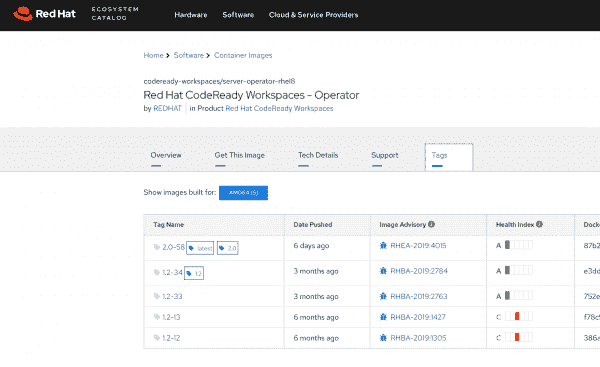 Red Hat ECOSYSTEM CATALOG Hardware Software Cloud & Service Providers
Home > Software > Container Images
codeready-workspaces/server-operator-rhel8
Red Hat CodeReady Workspaces - Operator
by REDHAT in Product Red Hat CodeReady Workspaces
Overview Get This Image Tech Details Support Tags
Show images built for: AMD64 (5)
Tag Name Date Pushed Image Advisory Health Index Docke
2.0-58 latest 2.0 6 days ago RHEA-2019:4015 A 87b2
1.2-34 1.2 3 months ago RHBA-2019:2784 A e3dd
1.2-33 3 months ago RHBA-2019:2763 A 752e
1.2-13 6 months ago RHBA-2019:1427 C f78c
1.2-12 6 months ago RHBA-2019:1305 C 386a